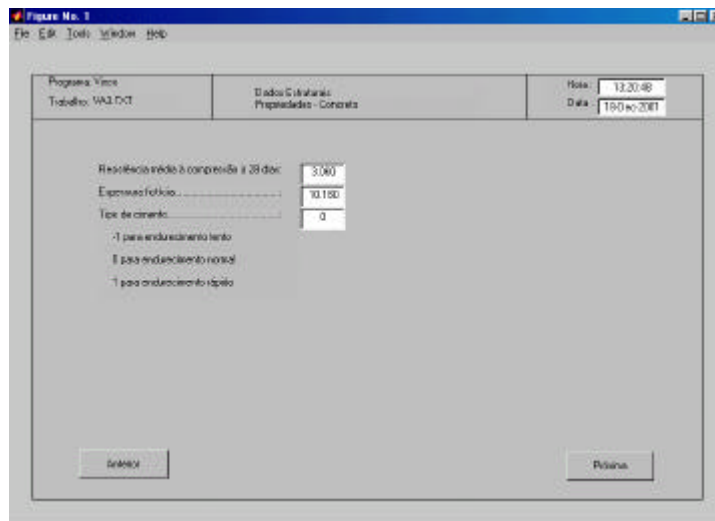 Figure No. 1
File Edit Tools Window Help
Programa: Visco
Trabalho: VA3.TXT
Dados Estruturais
Propriedades - Concreto
Hora: 13:20:48
Data: 18-Dec-2001
Resistência média à compressão a 28 dias: 3.060
Espessura fictícia............................: 10.180
Tipo de cimento............................: 0
-1 para endurecimento lento
0 para endurecimento normal
1 para endurecimento rápido
Anterior
Próxima